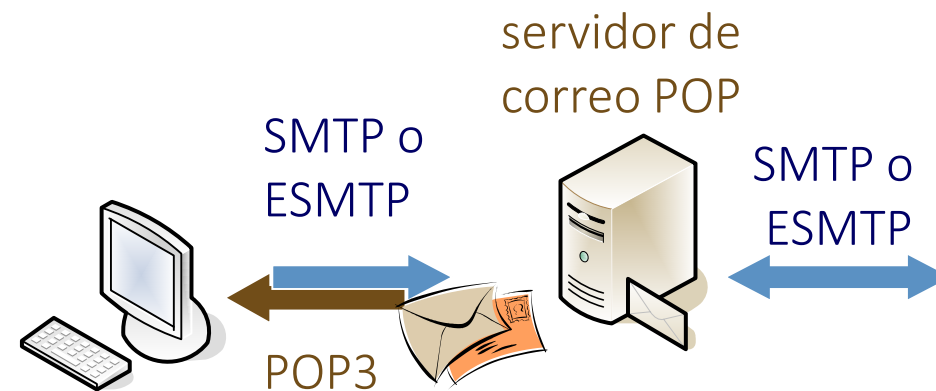 servidor de
correo POP
SMTP o
ESMTP
SMTP o
ESMTP
POP3